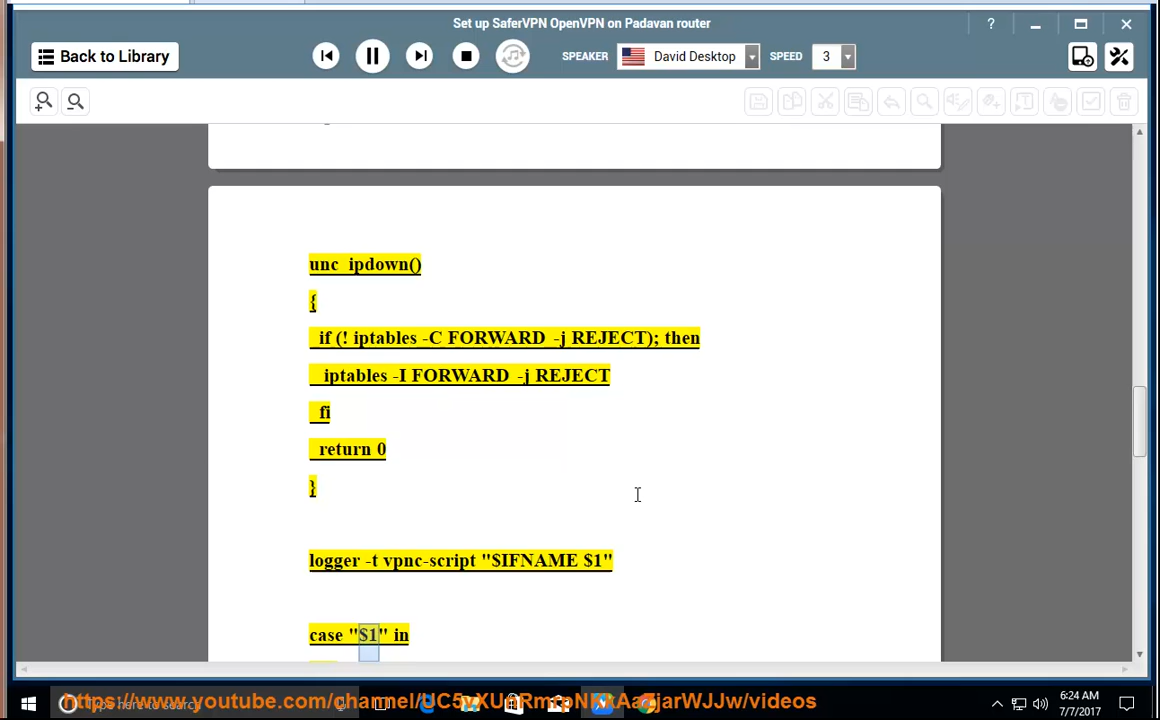 Set up SaferVPN OpenVPN on Padavan router
?
Back to Library
SPEAKER
David Desktop
SPEED
3
unc ipdown()
{
if (! iptables -C FORWARD -j REJECT); then
iptables -I FORWARD -j REJECT
fi
return 0
}
logger -t vpnc-script "$IFNAME $1"
case "$1" in
6:24 AM
7/7/2017